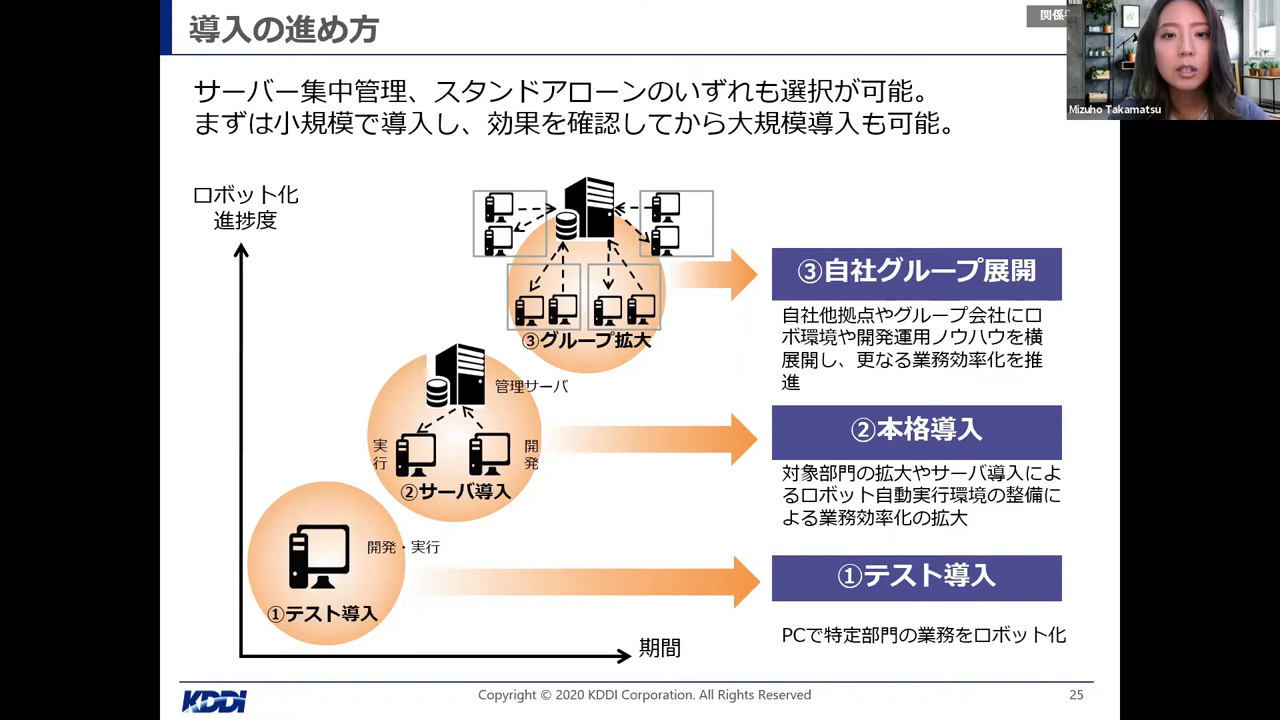 導入の進め方
関係
Mizuho Takamatsu
サーバー集中管理、スタンドアローンのいずれも選択が可能。
まずは小規模で導入し、効果を確認してから大規模導入も可能。
ロボット化
進捗度
③グループ拡大
管理サーバ
実行
開発
②サーバ導入
開発・実行
①テスト導入
期間
③自社グループ展開
自社他拠点やグループ会社にロ
ボ環境や開発運用ノウハウを横
展開し、更なる業務効率化を推
進
②本格導入
対象部門の拡大やサーバ導入によ
るロボット自動実行環境の整備に
よる業務効率化の拡大
①テスト導入
PCで特定部門の業務をロボット化
KDDI
Copyright © 2020 KDDI Corporation. All Rights Reserved
25